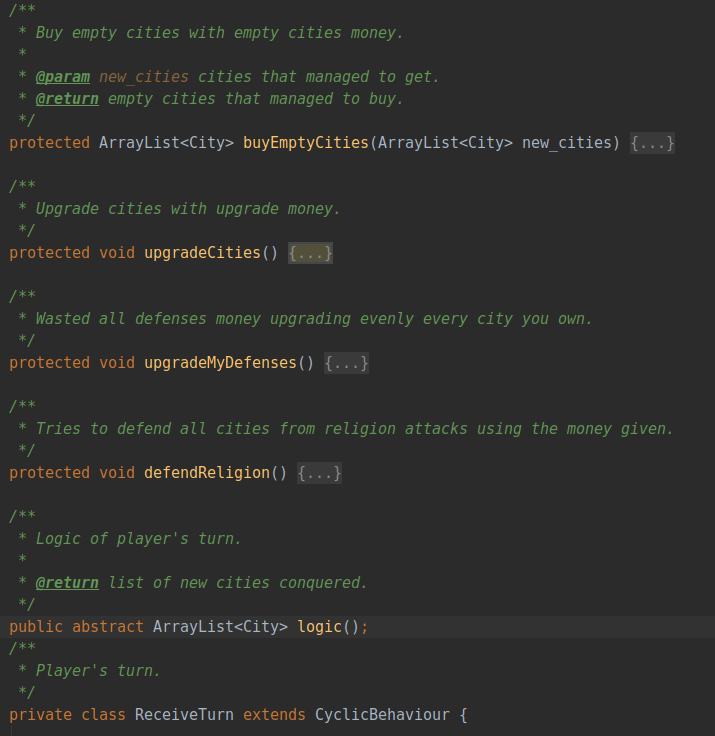 /**
 * Buy empty cities with empty cities money.
 *
 * @param new_cities cities that managed to get.
 * @return empty cities that managed to buy.
 */
protected ArrayList<City> buyEmptyCities(ArrayList<City> new_cities) {...}
/**
 * Upgrade cities with upgrade money.
 */
protected void upgradeCities() {...}
/**
 * Wasted all defenses money upgrading evenly every city you own.
 */
protected void upgradeMyDefenses() {...}
/**
 * Tries to defend all cities from religion attacks using the money given.
 */
protected void defendReligion() {...}
/**
 * Logic of player's turn.
 *
 * @return list of new cities conquered.
 */
public abstract ArrayList<City> logic();
/**
 * Player's turn.
 */
private class ReceiveTurn extends CyclicBehaviour {